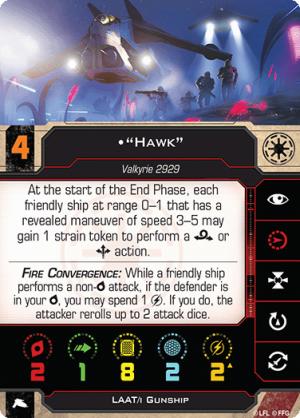 •“Hawk”
4
Valkyrie 2929
At the start of the End Phase, each
friendly ship at range 0–1 that has a
revealed maneuver of speed 3–5 may
gain 1 strain token to perform a or
action.
Fire Convergence: While a friendly ship
performs a non- attack, if the defender is
in your , you may spend 1 . If you do, the
attacker rerolls up to 2 attack dice.
2 1 8 2 2
LAAT/i Gunship
©LFL ©FFG